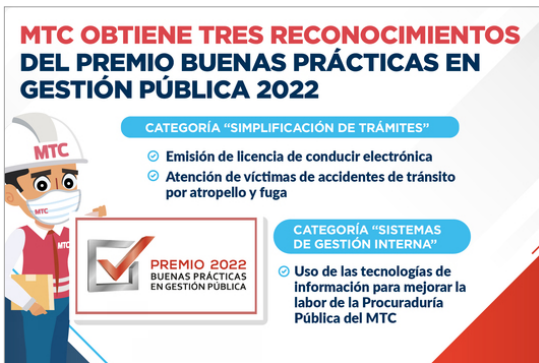 MTC OBTIENE TRES RECONOCIMIENTOS
DEL PREMIO BUENAS PRÁCTICAS EN
GESTIÓN PÚBLICA 2022
CATEGORÍA “SIMPLIFICACIÓN DE TRÁMITES”
Emisión de licencia de conducir electrónica
Atención de víctimas de accidentes de tránsito
por atropello y fuga
MTC
MTC
MTC
PREMIO 2022
BUENAS PRÁCTICAS
EN GESTIÓN PÚBLICA
CATEGORÍA “SISTEMAS
DE GESTIÓN INTERNA”
Uso de las tecnologías de
información para mejorar la
labor de la Procuraduría
Pública del MTC